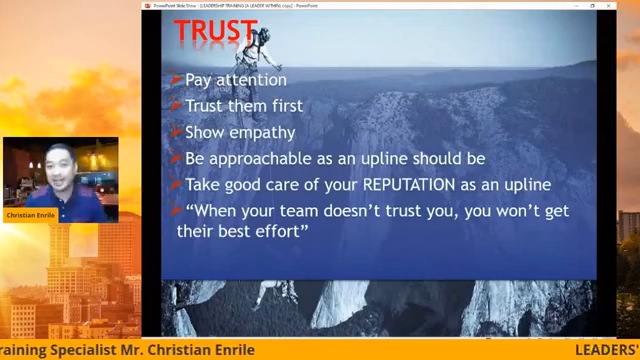 PowerPoint Slide Show - [LEADERSHIP TRAINING (A LEADER WITHIN) copy] - PowerPoint
TRUST
Pay attention
Trust them first
Show empathy
Be approachable as an upline should be
Take good care of your REPUTATION as an upline
“When your team doesn’t trust you, you won’t get
their best effort”
Christian Enrile
raining Specialist Mr. Christian Enrile
LEADERS'